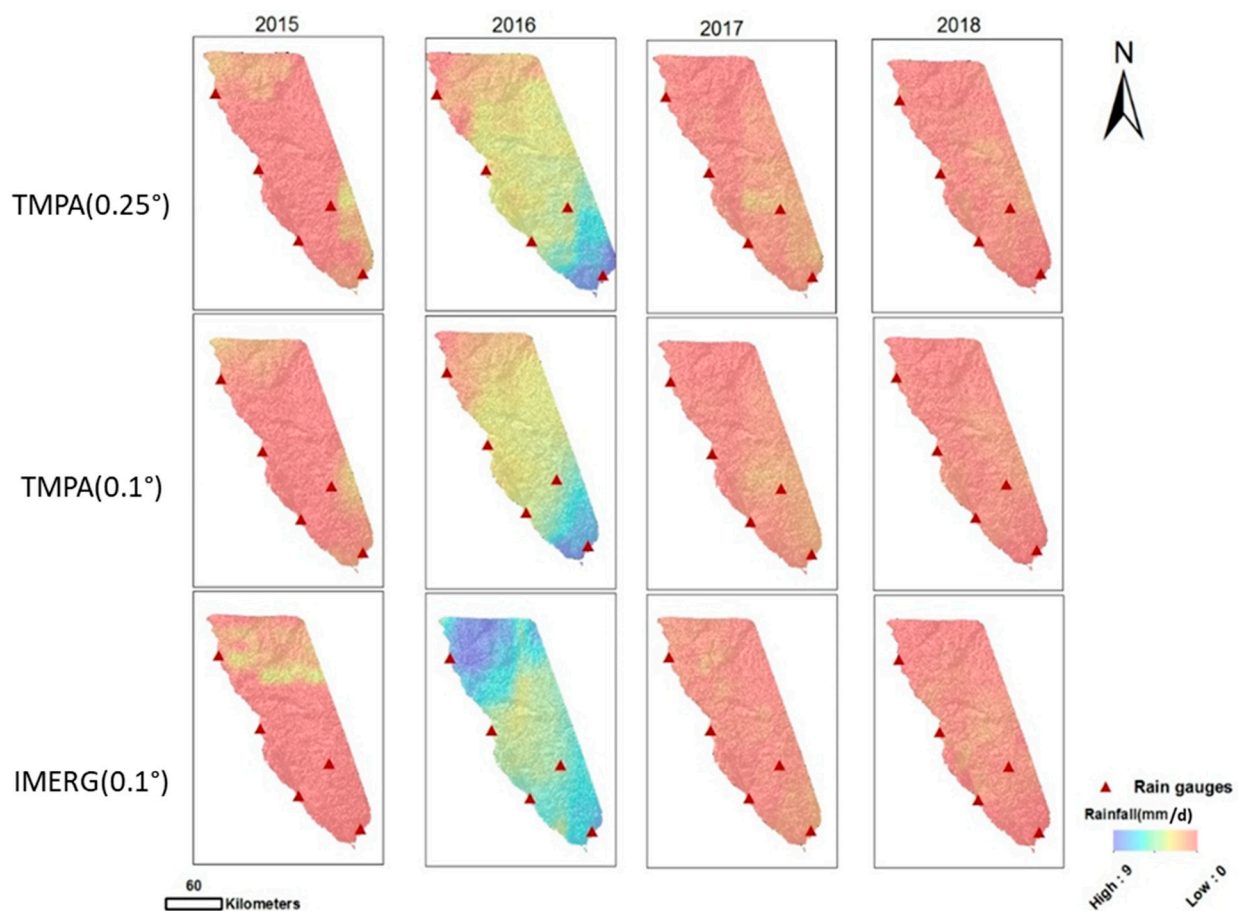 2015 2016 2017 2018
N
TMPA(0.25°)
TMPA(0.1°)
IMERG(0.1°)
Rain gauges
Rainfall(mm/d)
High : 9 Low : 0
60
Kilometers